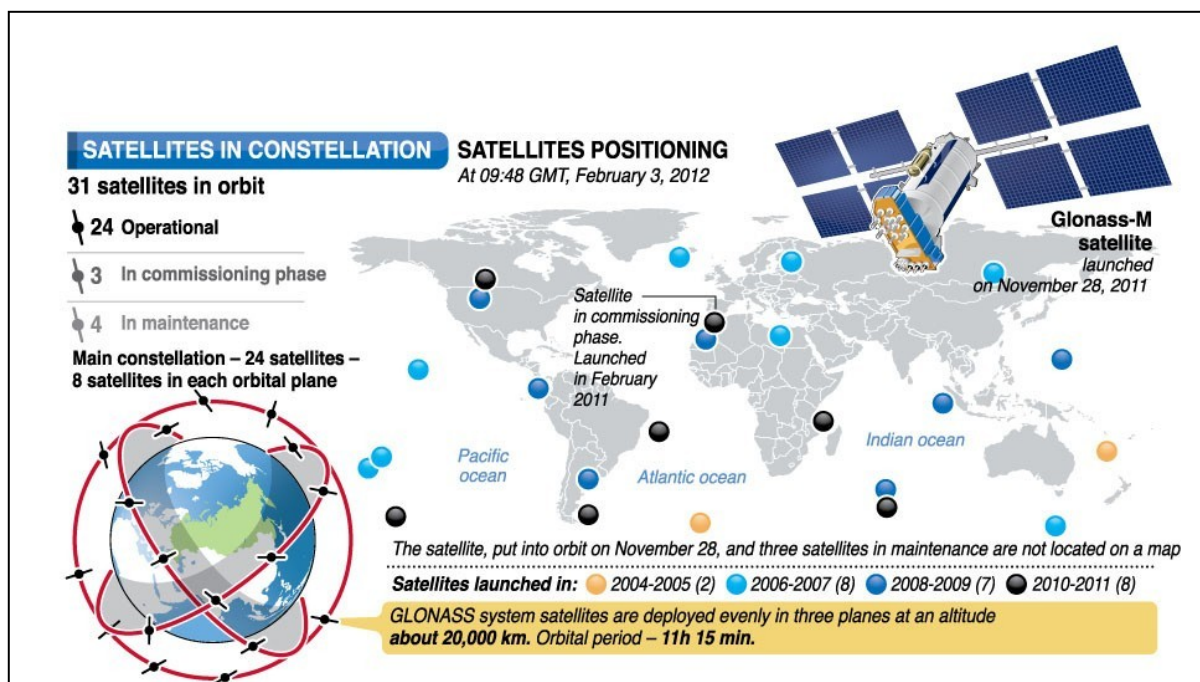 SATELLITES IN CONSTELLATION
31 satellites in orbit
24 Operational
3 In commissioning phase
4 In maintenance
Main constellation – 24 satellites –
8 satellites in each orbital plane
SATELLITES POSITIONING
At 09:48 GMT, February 3, 2012
Glonass-M
satellite
launched
on November 28, 2011
Satellite
in commissioning
phase.
Launched
in February
2011
Pacific
ocean
Atlantic ocean
Indian ocean
The satellite, put into orbit on November 28, and three satellites in maintenance are not located on a map
Satellites launched in: 2004-2005 (2) 2006-2007 (8) 2008-2009 (7) 2010-2011 (8)
GLONASS system satellites are deployed evenly in three planes at an altitude
about 20,000 km. Orbital period – 11h 15 min.